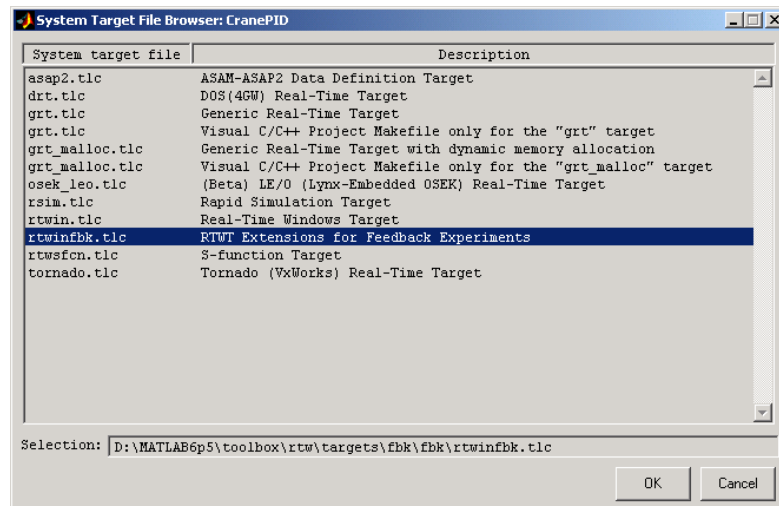 System Target File Browser: CranePID
System target file Description
asap2.tlc ASAM-ASAP2 Data Definition Target
drt.tlc DOS(4GW) Real-Time Target
grt.tlc Generic Real-Time Target
grt.tlc Visual C/C++ Project Makefile only for the "grt" target
grt_malloc.tlc Generic Real-Time Target with dynamic memory allocation
grt_malloc.tlc Visual C/C++ Project Makefile only for the "grt_malloc" target
osek_leo.tlc (Beta) LE/O (Lynx-Embedded OSEK) Real-Time Target
rsim.tlc Rapid Simulation Target
rtwin.tlc Real-Time Windows Target
rtwinfbk.tlc RTWT Extensions for Feedback Experiments
rtwsfcn.tlc S-function Target
tornado.tlc Tornado (VxWorks) Real-Time Target
Selection: D:\MATLAB6p5\toolbox\rtw\targets\fbk\fbk\rtwinfbk.tlc
OK Cancel